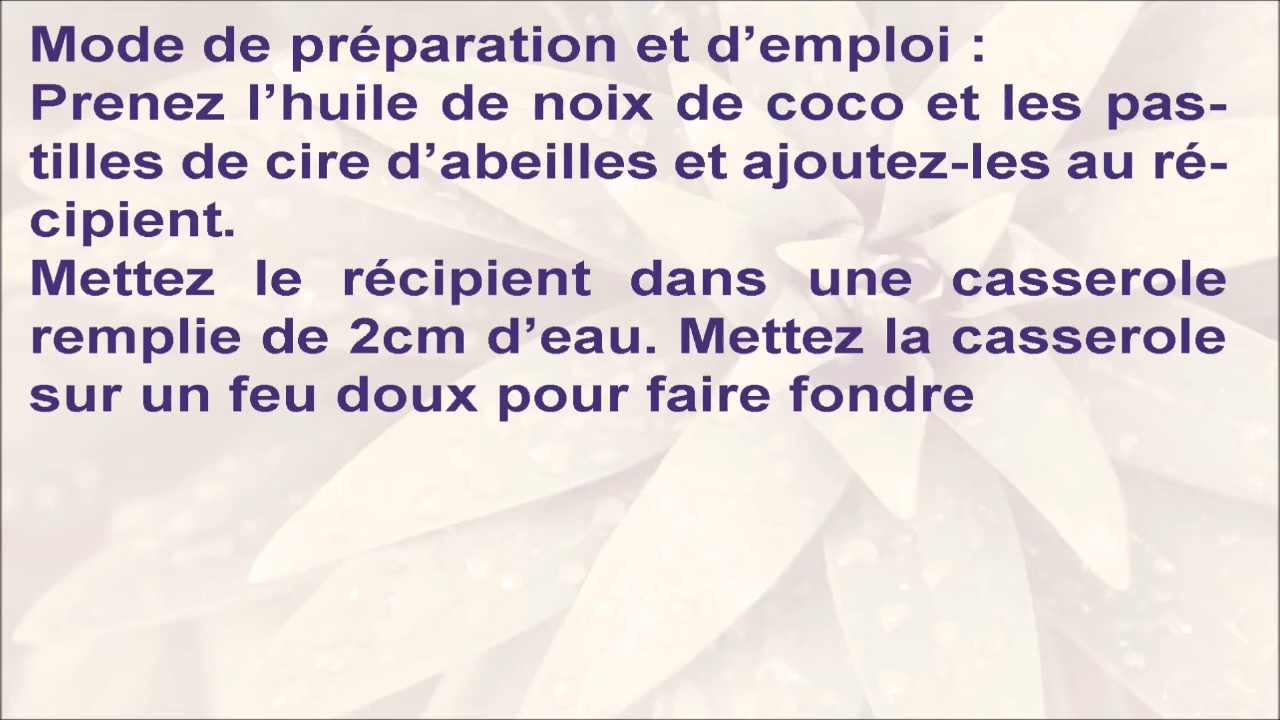 Mode de préparation et d’emploi :
Prenez l’huile de noix de coco et les pas-
tilles de cire d’abeilles et ajoutez-les au ré-
cipient.
Mettez le récipient dans une casserole
remplie de 2cm d’eau. Mettez la casserole
sur un feu doux pour faire fondre